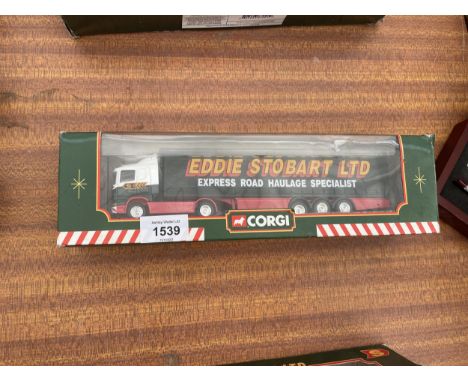 EDDIE STOBART LTD
EXPRESS ROAD HAULAGE SPECIALIST
CORGI
1539